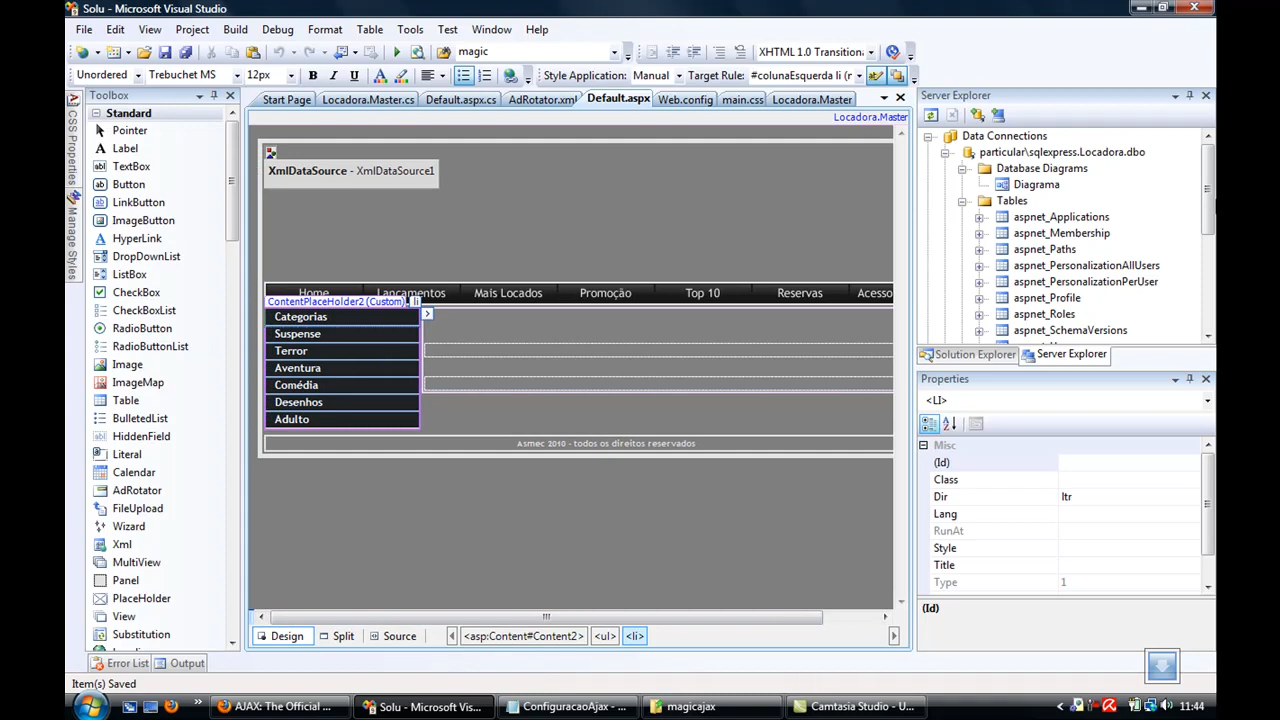 Solu - Microsoft Visual Studio
File Edit View Project Build Debug Format Table Tools Test Window Help
magic XHTML 1.0 Transition
Unordered Trebuchet MS 12px B I U Style Application: Manual Target Rule: #colunaEsquerda li (r
Toolbox
Start Page Locadora.Master.cs Default.aspx.cs AdRotator.xml Default.aspx Web.config main.css Locadora.Master
Locadora.Master
CSS Properties
Manage Styles
Standard
Pointer
Label
TextBox
Button
LinkButton
ImageButton
HyperLink
DropDownList
ListBox
CheckBox
CheckBoxList
RadioButton
RadioButtonList
Image
ImageMap
Table
BulletedList
HiddenField
Literal
Calendar
AdRotator
FileUpload
Wizard
Xml
MultiView
Panel
PlaceHolder
View
Substitution
XmlDataSource - XmlDataSource1
Home Lançamentos Mais Locados Promoção Top 10 Reservas Acesso
ContentPlaceHolder2 (Custom) li
Categorias
Suspense
Terror
Aventura
Comédia
Desenhos
Adulto
Asmec 2010 - todos os direitos reservados
Design Split Source <asp:Content#Content2> <ul> <li>
Server Explorer
Data Connections
particular\sqlexpress.Locadora.dbo
Database Diagrams
Diagrama
Tables
aspnet_Applications
aspnet_Membership
aspnet_Paths
aspnet_PersonalizationAllUsers
aspnet_PersonalizationPerUser
aspnet_Profile
aspnet_Roles
aspnet_SchemaVersions
Solution Explorer Server Explorer
Properties
<LI>
Misc
(Id)
Class
Dir ltr
Lang
RunAt
Style
Title
Type 1
(Id)
Error List Output
Item(s) Saved
AJAX: The Official ... Solu - Microsoft Vis... ConfiguracaoAjax - ... magicajax Camtasia Studio - U... 11:44